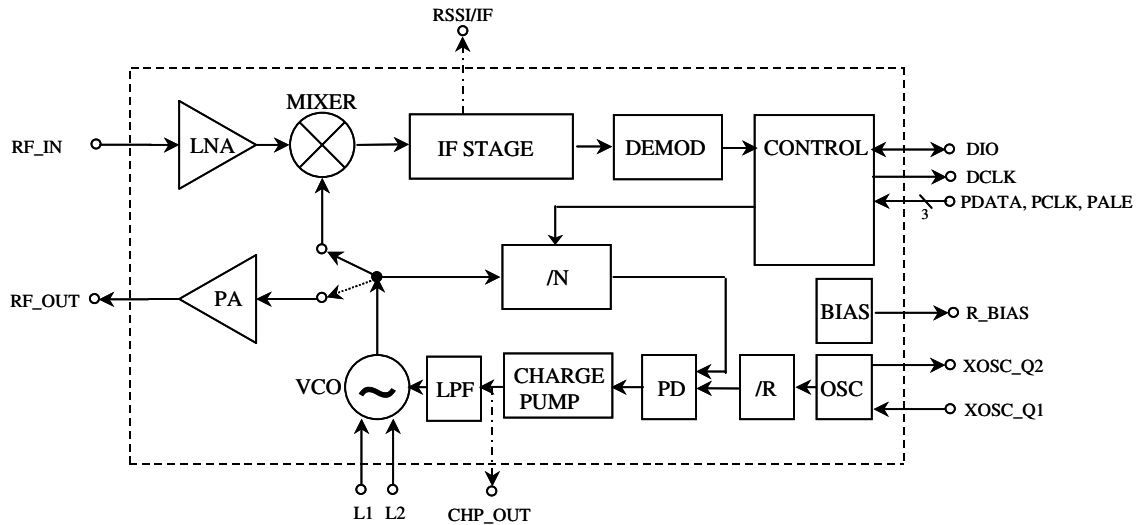 RSSI/IF
MIXER
RF_IN
LNA
IF STAGE
DEMOD
CONTROL
DIO
DCLK
3
PDATA, PCLK, PALE
/N
RF_OUT
PA
BIAS
R_BIAS
VCO
~
LPF
CHARGE
PUMP
PD
/R
OSC
XOSC_Q2
XOSC_Q1
L1
L2
CHP_OUT